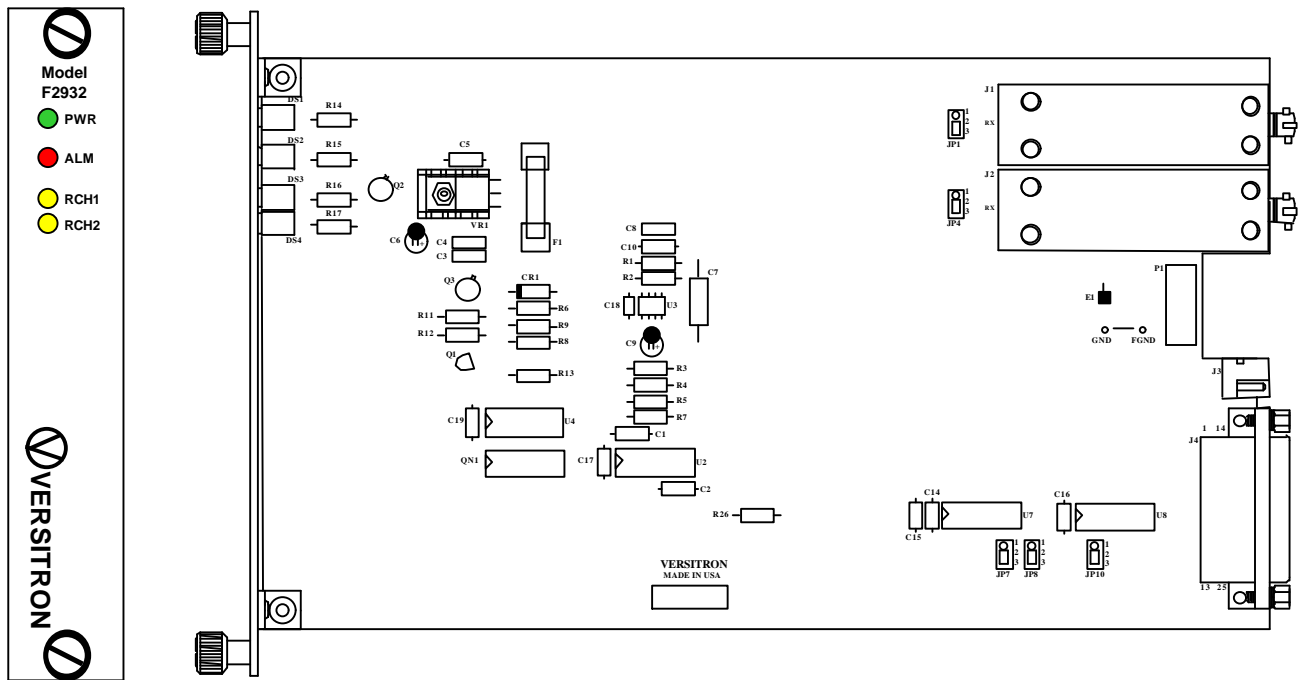 Model
F2932
PWR
ALM
RCH1
RCH2
VERSITRON
DS1
R14
DS2
R15
DS3
R16
R17
DS4
Q2
C5
VR1
F1
C6
C4
C3
Q3
CR1
R6
R11
R9
R12
R8
Q1
R13
C19
U4
QN1
C8
C10
R1
R2
C7
C18
U3
C9
R3
R4
R5
R7
C1
C17
U2
C2
R26
VERSITRON
MADE IN USA
J1
RX
1
2
3
JP1
J2
RX
1
2
3
JP4
P1
E1
GND
FGND
J3
1 14
J4
13 25
C14
C15
U7
C16
U8
1
2
3
JP7
1
2
3
JP8
1
2
3
JP10